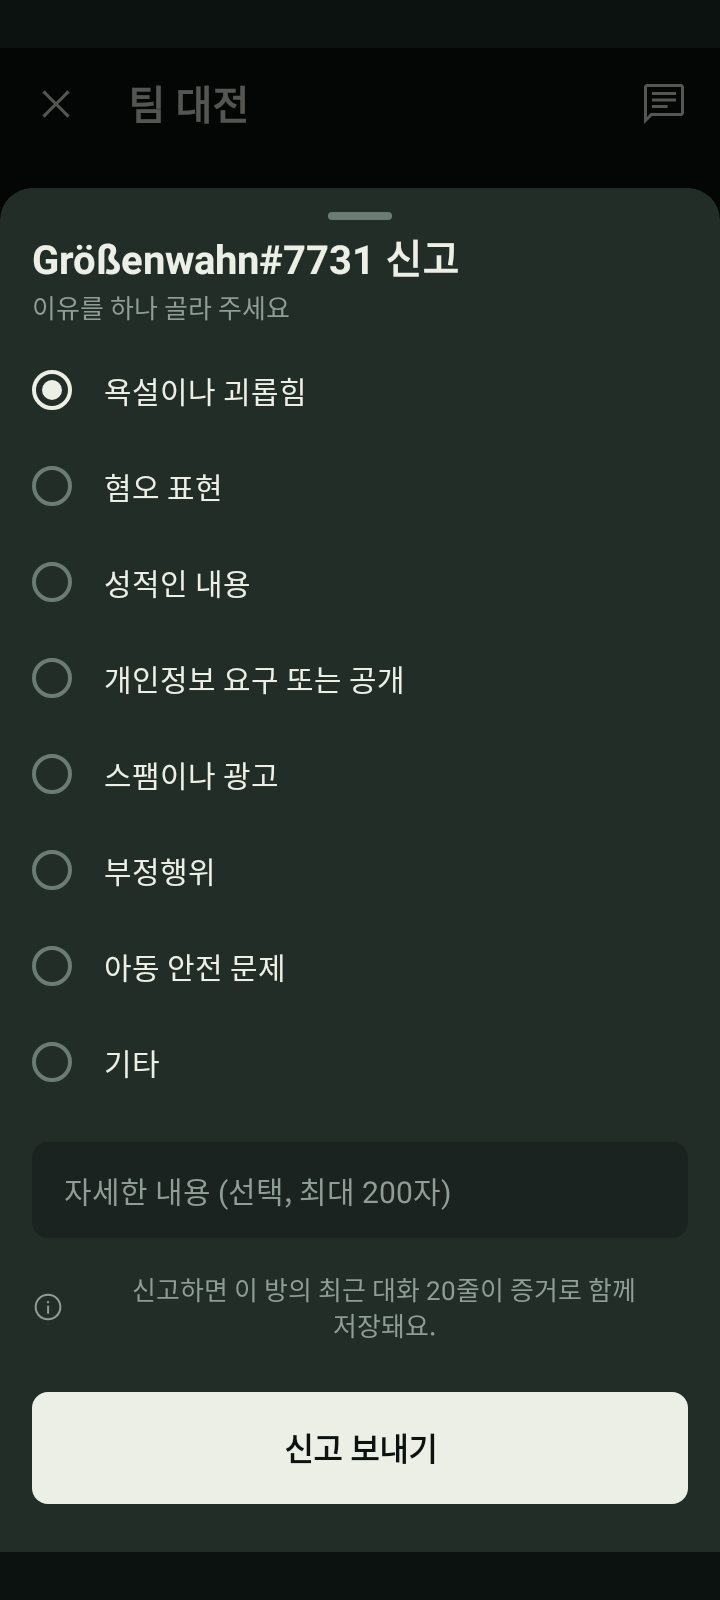 팀 대전
Größenwahn#7731 신고
이유를 하나 골라 주세요
욕설이나 괴롭힘
혐오 표현
성적인 내용
개인정보 요구 또는 공개
스팸이나 광고
부정행위
아동 안전 문제
기타
자세한 내용 (선택, 최대 200자)
신고하면 이 방의 최근 대화 20줄이 증거로 함께
저장돼요.
신고 보내기